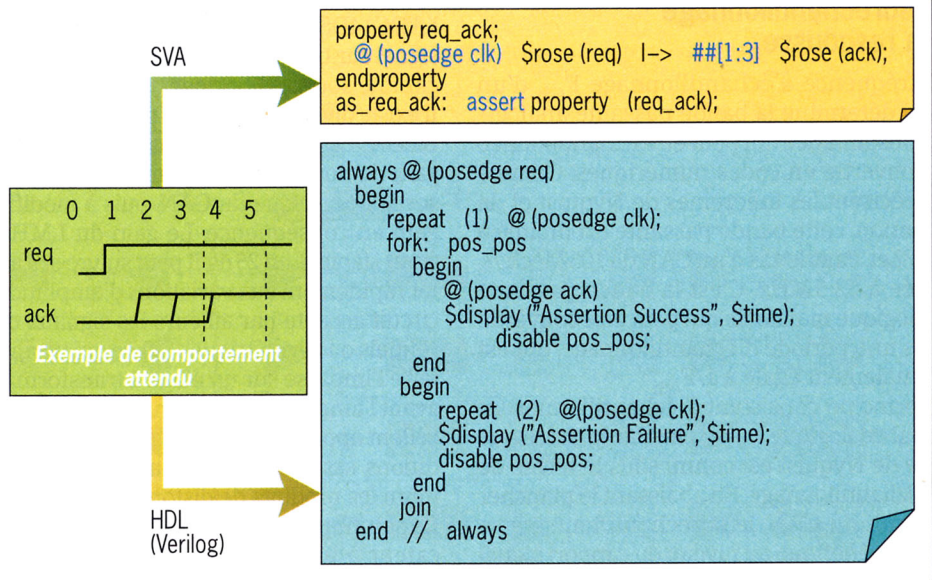 SVA
property req_ack;
@ (posedge clk) $rose (req) |–> ##[1:3] $rose (ack);
endproperty
as_req_ack: assert property (req_ack);
0 1 2 3 4 5
req
ack
Exemple de comportement
attendu
HDL
(Verilog)
always @ (posedge req)
begin
repeat (1) @ (posedge clk);
fork: pos_pos
begin
@ (posedge ack)
$display ("Assertion Success", $time);
disable pos_pos;
end
begin
repeat (2) @(posedge ckl);
$display ("Assertion Failure", $time);
disable pos_pos;
end
join
end // always